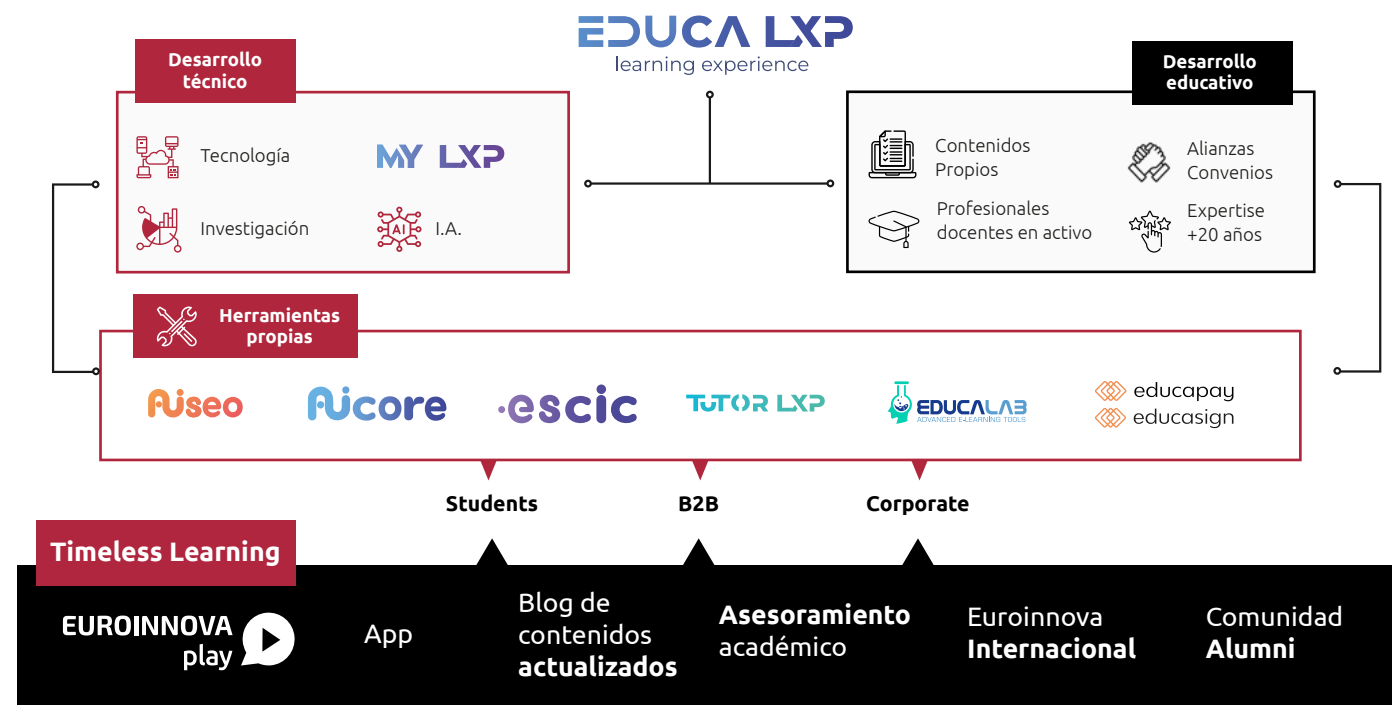 EDUCA LXP
learning experience
Desarrollo
técnico
Tecnología
MY LXP
Investigación
AI
I.A.
Desarrollo
educativo
Contenidos
Propios
Alianzas
Convenios
Profesionales
docentes en activo
Expertise
+20 años
Herramientas
propias
Aiseo
Aicore
·escic
TUTOR LXP
EDUCALAB
ADVANCED E-LEARNING TOOLS
educapay
educasign
Students
B2B
Corporate
Timeless Learning
EUROINNOVA
play
App
Blog de
contenidos
actualizados
Asesoramiento
académico
Euroinnova
Internacional
Comunidad
Alumni